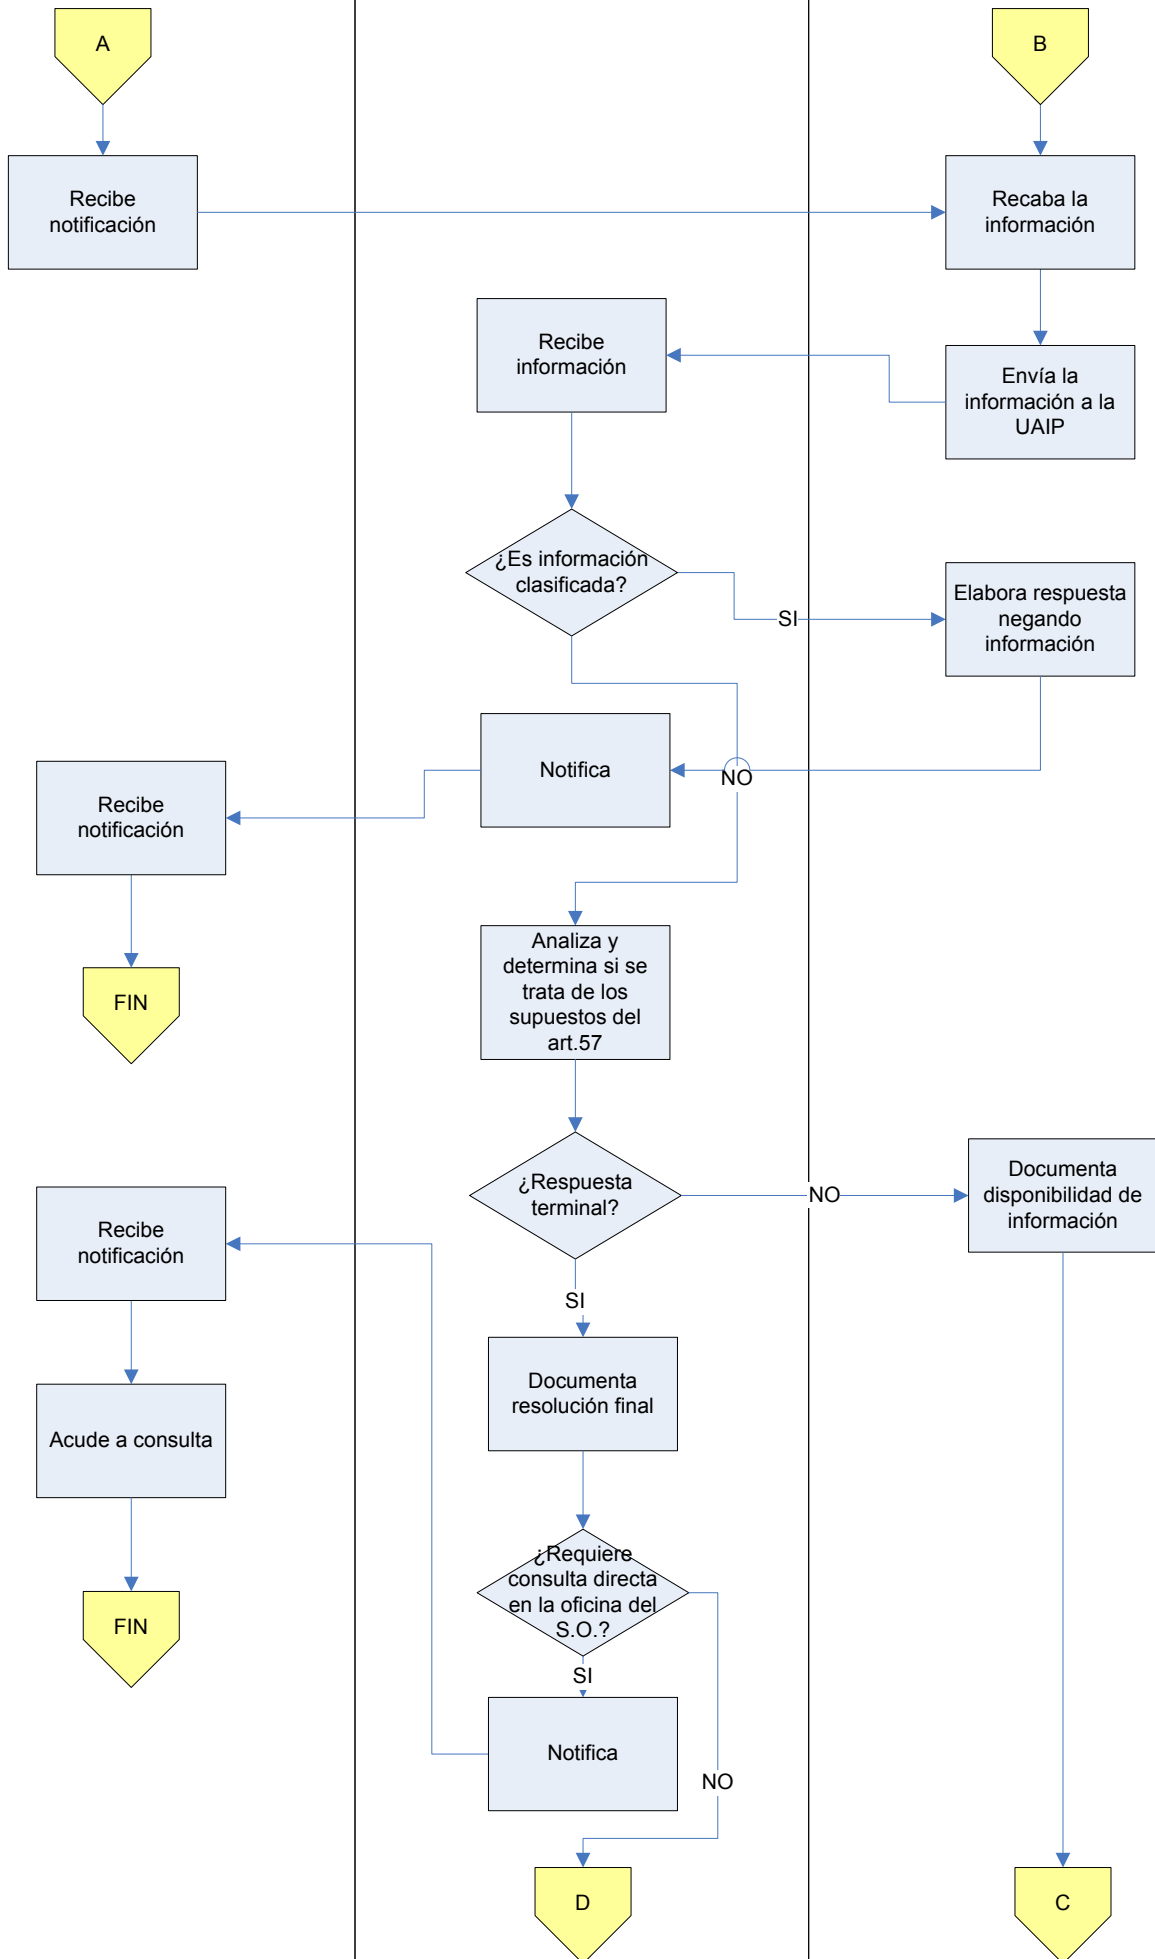 A
B
Recibe
notificación
Recaba la
información
Recibe
información
Envía la
información a la
UAIP
¿Es información
clasificada?
SI
Elabora respuesta
negando
información
Notifica
NO
Recibe
notificación
FIN
Analiza y
determina si se
trata de los
supuestos del
art.57
¿Respuesta
terminal?
NO
Documenta
disponibilidad de
información
Recibe
notificación
SI
Documenta
resolución final
Acude a consulta
¿Requiere
consulta directa
en la oficina del
S.O.?
FIN
SI
Notifica
NO
D
C